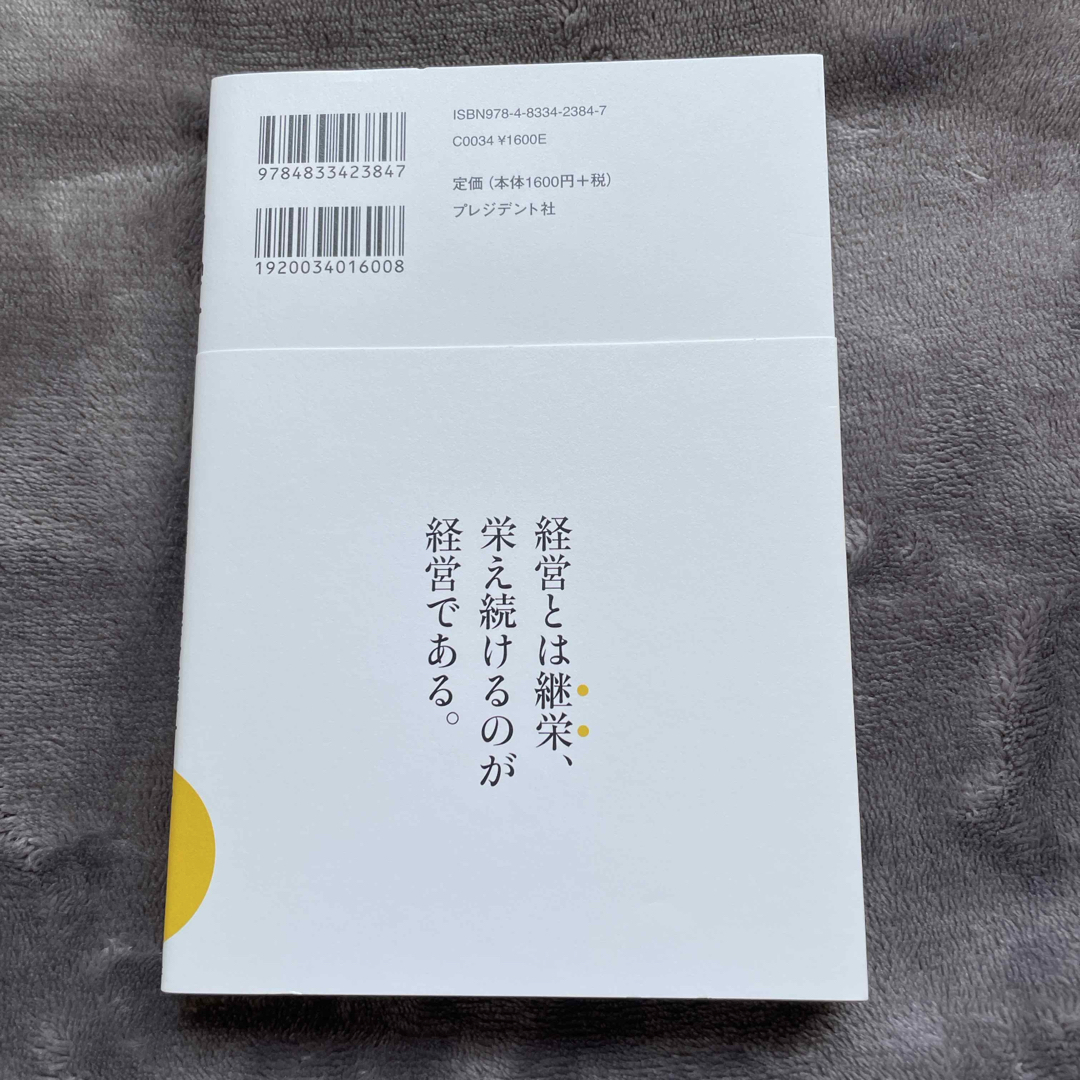 ISBN978-4-8334-2384-7
C0034 ¥1600E
定価（本体1600円＋税）
プレジデント社
9784833423847
1920034016008
経営とは継栄、
栄え続けるのが
経営である。